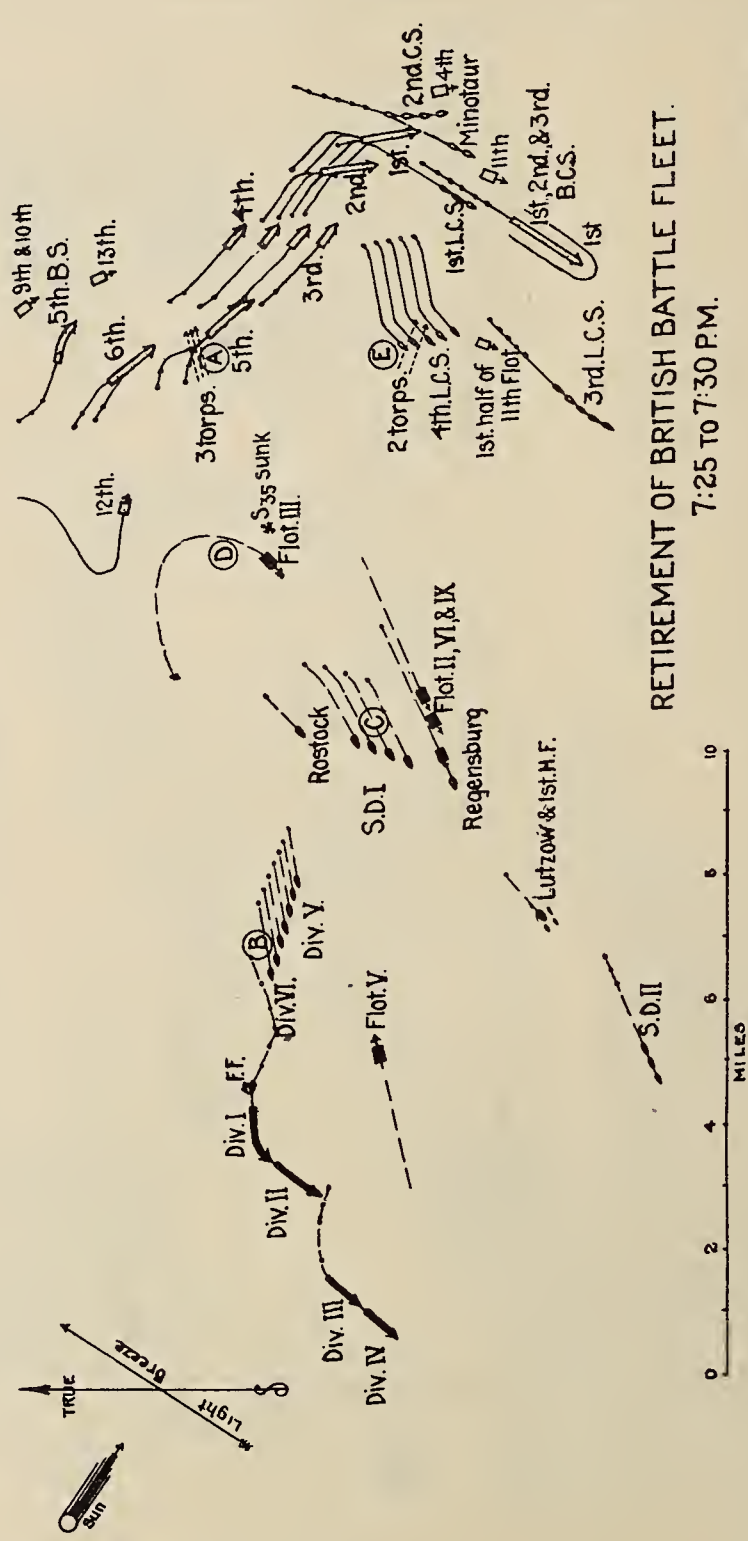 Sun
TRUE
Light Breeze
Div. IV
Div. III
Div. II
Div. I
F.F.
Div. VI.
B
Div. V.
Flot. V.
Rostock
S.D.I
C
Flot. II, VI, & IX
Regensburg
Lutzow & 1st. H.F.
S.D.II
12th.
D
*S35 sunk
Flot. III.
9th & 10th
5th. B.S.
13th.
6th.
3 torps.
A
5th.
4th.
3rd.
2nd.
1st.
E
2 torps.
4th. L.C.S.
1st. L.C.S.
1st. half of
11th Flot.
3rd. L.C.S.
2nd. C.S.
4th
Minotaur
11th
1st., 2nd., & 3rd.
B.C.S.
1st
0 2 4 6 8 10
MILES
RETIREMENT OF BRITISH BATTLE FLEET.
7:25 TO 7:30 P.M.